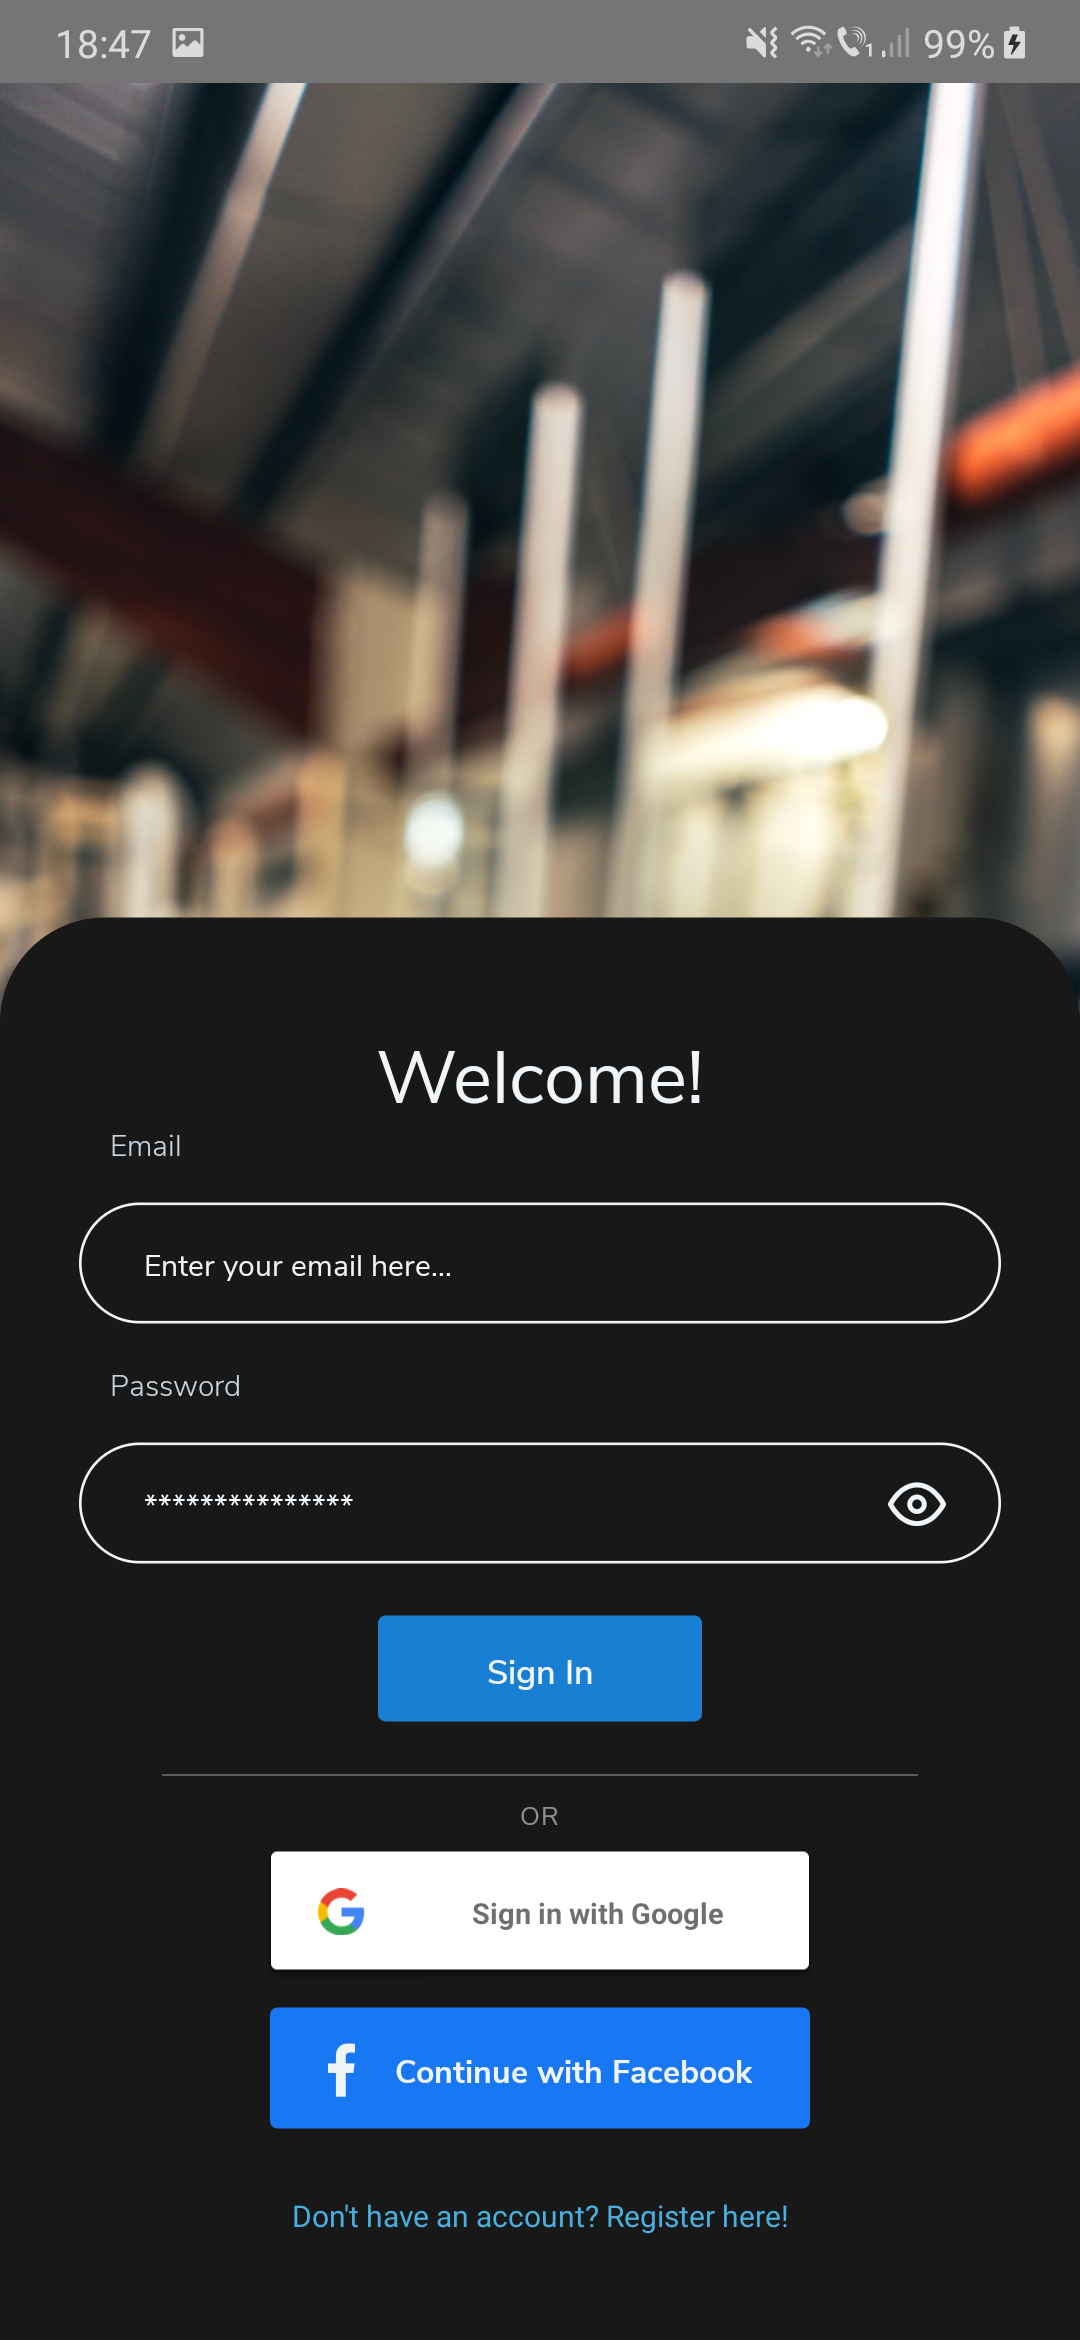 18:47 99%
Welcome!
Email
Enter your email here...
Password
***************
Sign In
OR
Sign in with Google
Continue with Facebook
Don't have an account? Register here!